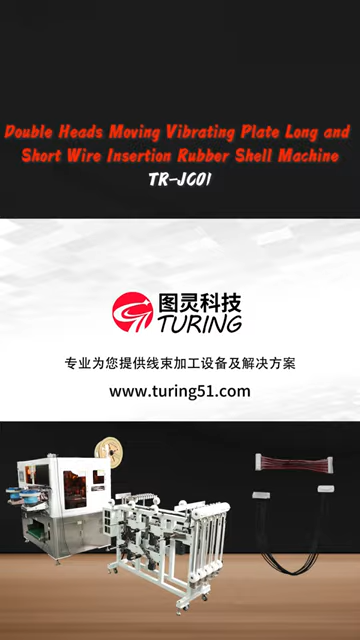 Double Heads Moving Vibrating Plate Long and
Short Wire Insertion Rubber Shell Machine
TR-JC01
图灵科技
TURING
专业为您提供线束加工设备及解决方案
www.turing51.com